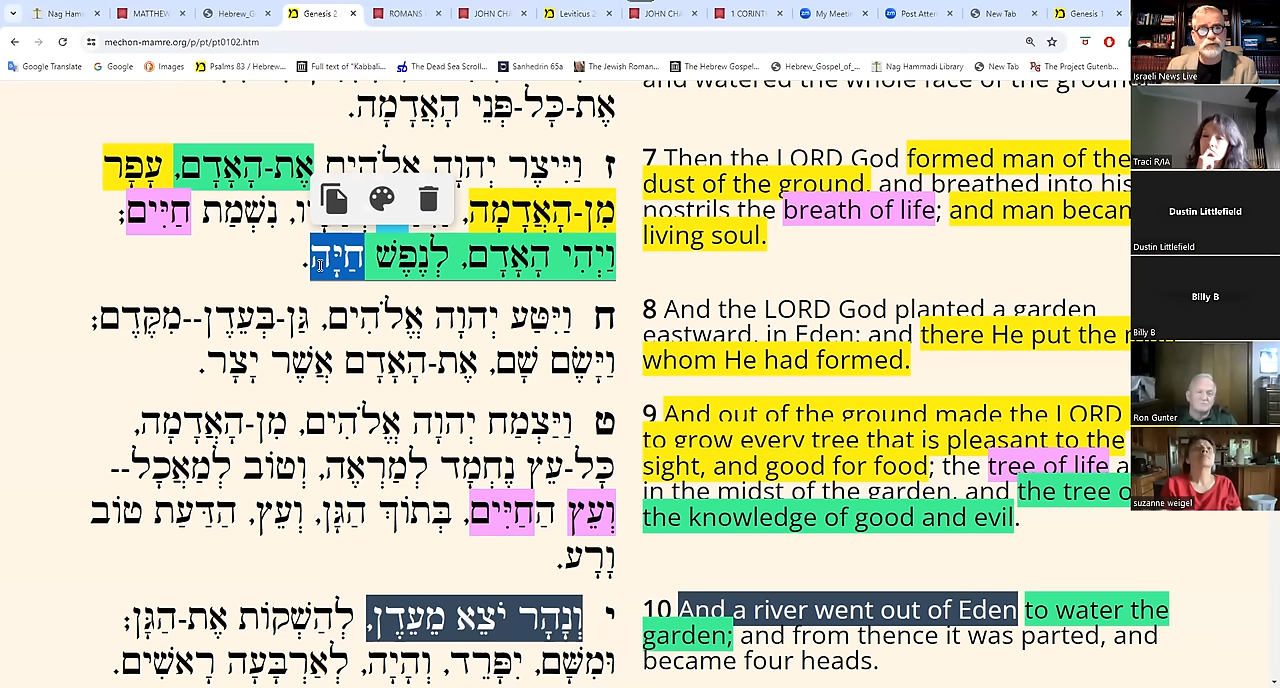 Nag Ham
MATTHEW
Hebrew_G
Genesis 2
ROMANS
JOHN CHA
Leviticus 2
JOHN CHA
1 CORINT
My Meeti
Post Atten
New Tab
Genesis 1
mechon-mamre.org/p/pt/pt0102.htm
Google Translate
Google
Images
Psalms 83 / Hebrew...
Full text of "Kabbali...
The Dead Sea Scroll...
Sanhedrin 65a
The Jewish Roman...
The Hebrew Gospel...
Hebrew_Gospel_of_...
Nag Hammadi Library
New Tab
The Project Gutenb...
אֶת-כָּל-פְּנֵי הָאֲדָמָה.
ז וַיִּיצֶר יְהוָה אֱלֹהִים אֶת-הָאָדָם, עָפָר
מִן-הָאֲדָמָה, נִשְׁמַת חַיִּים;
וַיְהִי הָאָדָם, לְנֶפֶשׁ חַיָּה.
ח וַיִּטַּע יְהוָה אֱלֹהִים, גַּן-בְּעֵדֶן--מִקֶּדֶם;
וַיָּשֶׂם שָׁם, אֶת-הָאָדָם אֲשֶׁר יָצָר.
ט וַיַּצְמַח יְהוָה אֱלֹהִים, מִן-הָאֲדָמָה,
כָּל-עֵץ נֶחְמָד לְמַרְאֶה, וְטוֹב לְמַאֲכָל--
וְעֵץ הַחַיִּים, בְּתוֹךְ הַגָּן, וְעֵץ, הַדַּעַת טוֹב
וָרָע.
י וְנָהָר יֹצֵא מֵעֵדֶן, לְהַשְׁקוֹת אֶת-הַגָּן;
וּמִשָּׁם, יִפָּרֵד, וְהָיָה, לְאַרְבָּעָה רָאשִׁים.
and watered the whole face of the ground
7 Then the LORD God formed man of the
dust of the ground, and breathed into his
nostrils the breath of life; and man becam
living soul.
8 And the LORD God planted a garden
eastward, in Eden; and there He put the
whom He had formed.
9 And out of the ground made the LORD
to grow every tree that is pleasant to the
sight, and good for food; the tree of life a
in the midst of the garden, and the tree o
the knowledge of good and evil.
10 And a river went out of Eden to water the
garden; and from thence it was parted, and
became four heads.
Israeli News Live
Traci R/IA
Dustin Littlefield
Dustin Littlefield
Billy B
Billy B
Ron Gunter
suzanne weigel